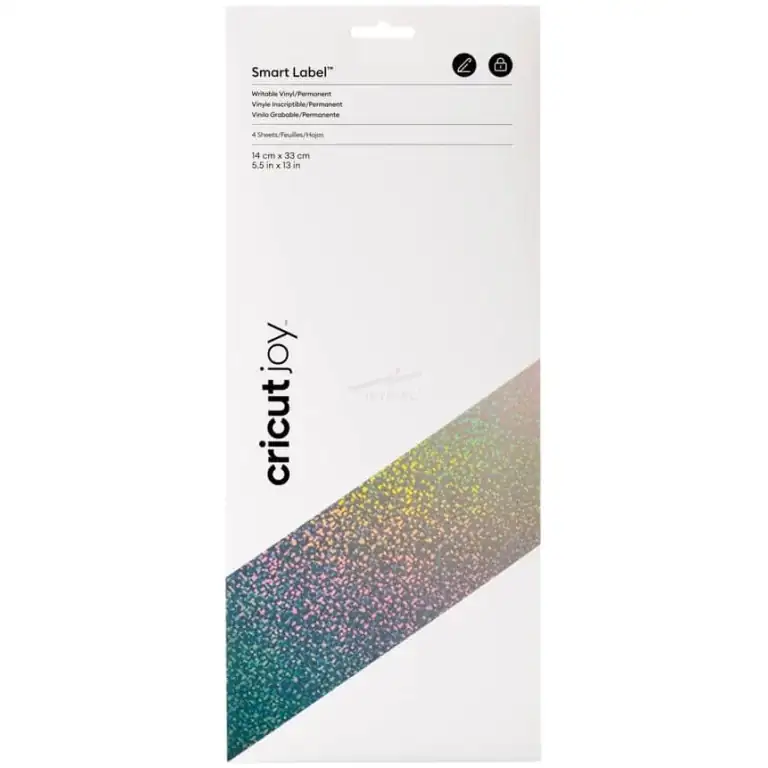 Smart Label™
Writable Vinyl/Permanent
Vinyle Inscriptible/Permanent
Vinilo Grabable/Permanente
4 Sheets/Feuilles/Hojas
14 cm x 33 cm
5.5 in x 13 in
cricut joy™